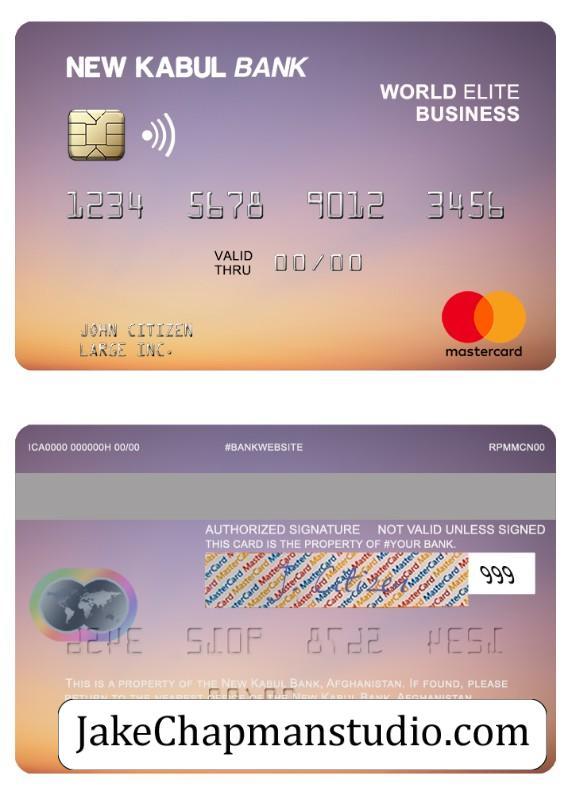 NEW KABUL BANK
WORLD ELITE
BUSINESS
1234 5678 9012 3456
VALID
THRU
00/00
JOHN CITIZEN
LARGE INC.
mastercard
ICA0000 000000H 00/00
#BANKWEBSITE
RPMMCN00
AUTHORIZED SIGNATURE NOT VALID UNLESS SIGNED
THIS CARD IS THE PROPERTY OF #YOUR BANK.
MasterCard
999
THIS IS A PROPERTY OF THE NEW KABUL BANK, AFGHANISTAN. IF FOUND, PLEASE
RETURN TO THE NEAREST OFFICE OF THE NEW KABUL BANK, AFGHANISTAN
JakeChapmanstudio.com